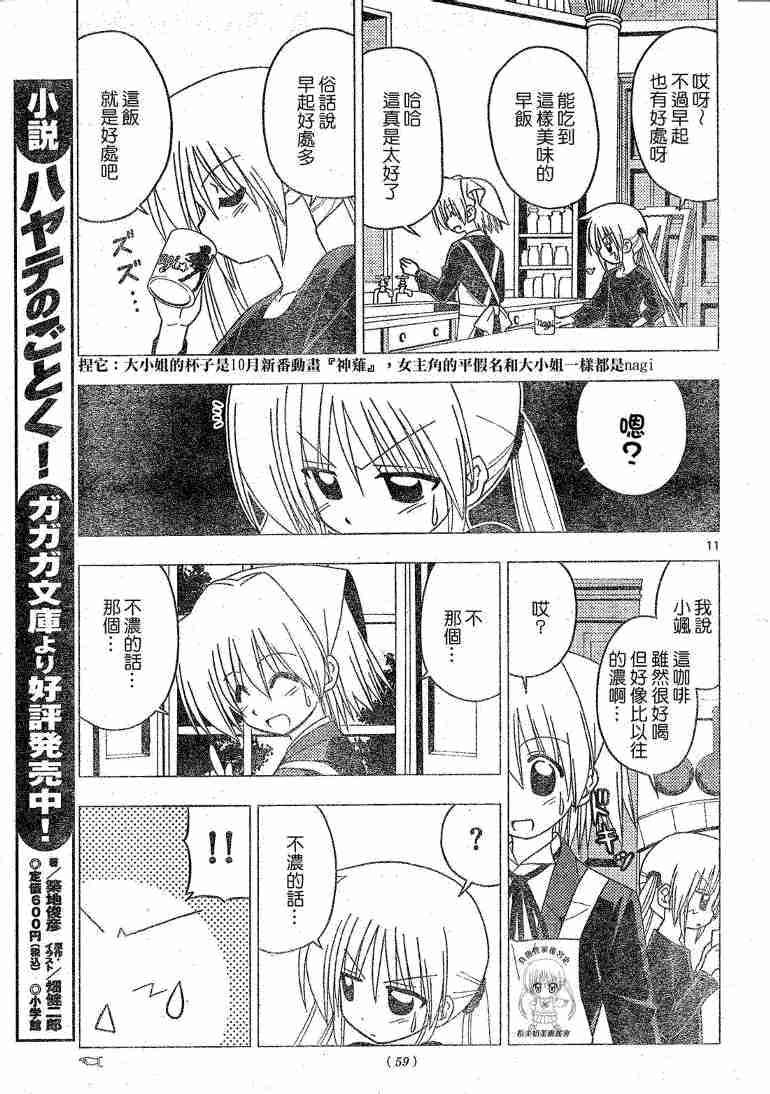 哎呀～
不過早起
也有好處呀
能吃到
這樣美味的
早飯
哈哈
這真是太好了
俗話說
早起好處多
這飯
就是好處吧
ズズ…
nagi
捏它：大小姐的杯子是10月新番動畫『神薙』，女主角的平假名和大小姐一樣都是nagi
嗯?
11
我說
小颯
這咖啡
雖然很好喝
但好像比以往
的濃啊…
哎?
ドキッ
不
那個…
不濃的話…
那個…
?
不濃的話…
!!
(59)
小説
ハヤテのごとく!
ガガガ文庫より好評発売中!
著/築地俊彦
原作・イラスト/畑健二郎
◎定価600円(税込)
◎小学館